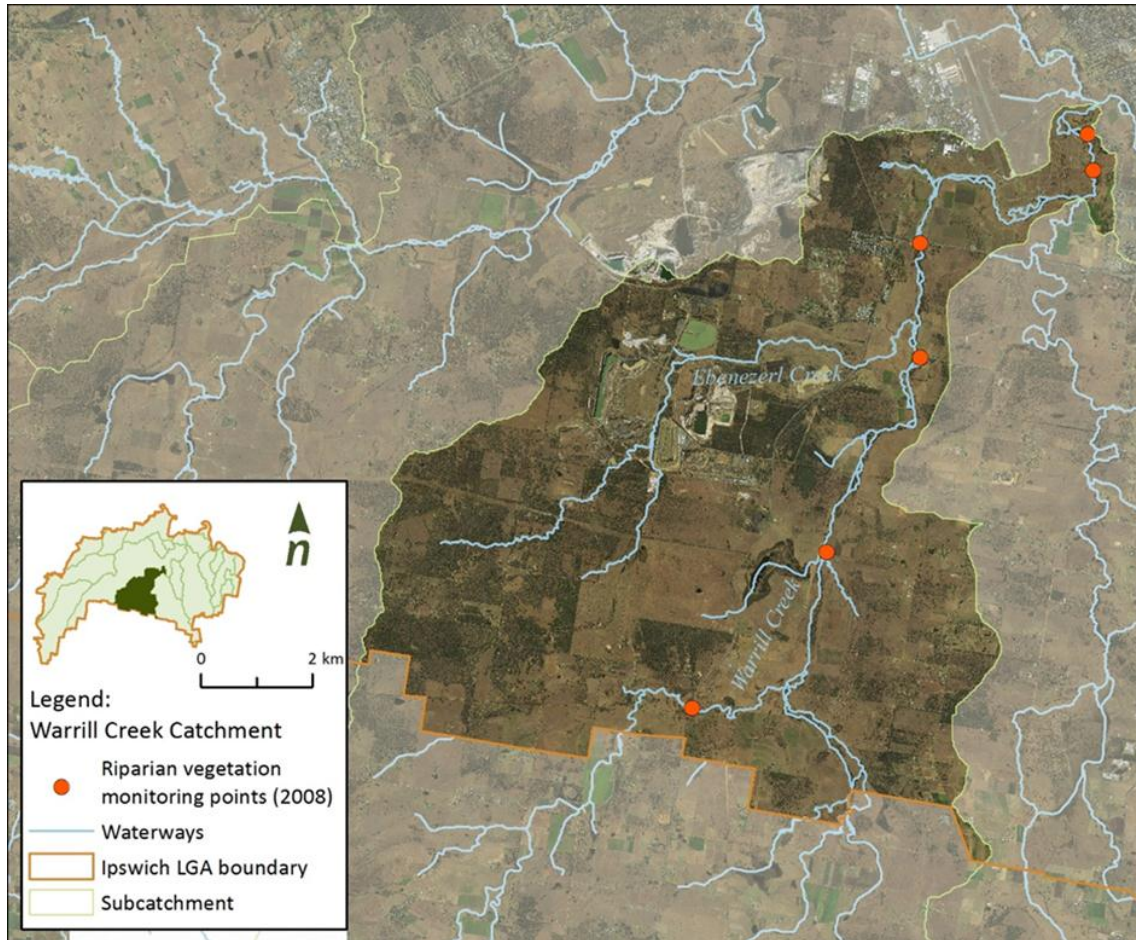 Ebenezerl Creek
Warrill Creek
n
0 2 km
Legend:
Warrill Creek Catchment
Riparian vegetation
monitoring points (2008)
Waterways
Ipswich LGA boundary
Subcatchment